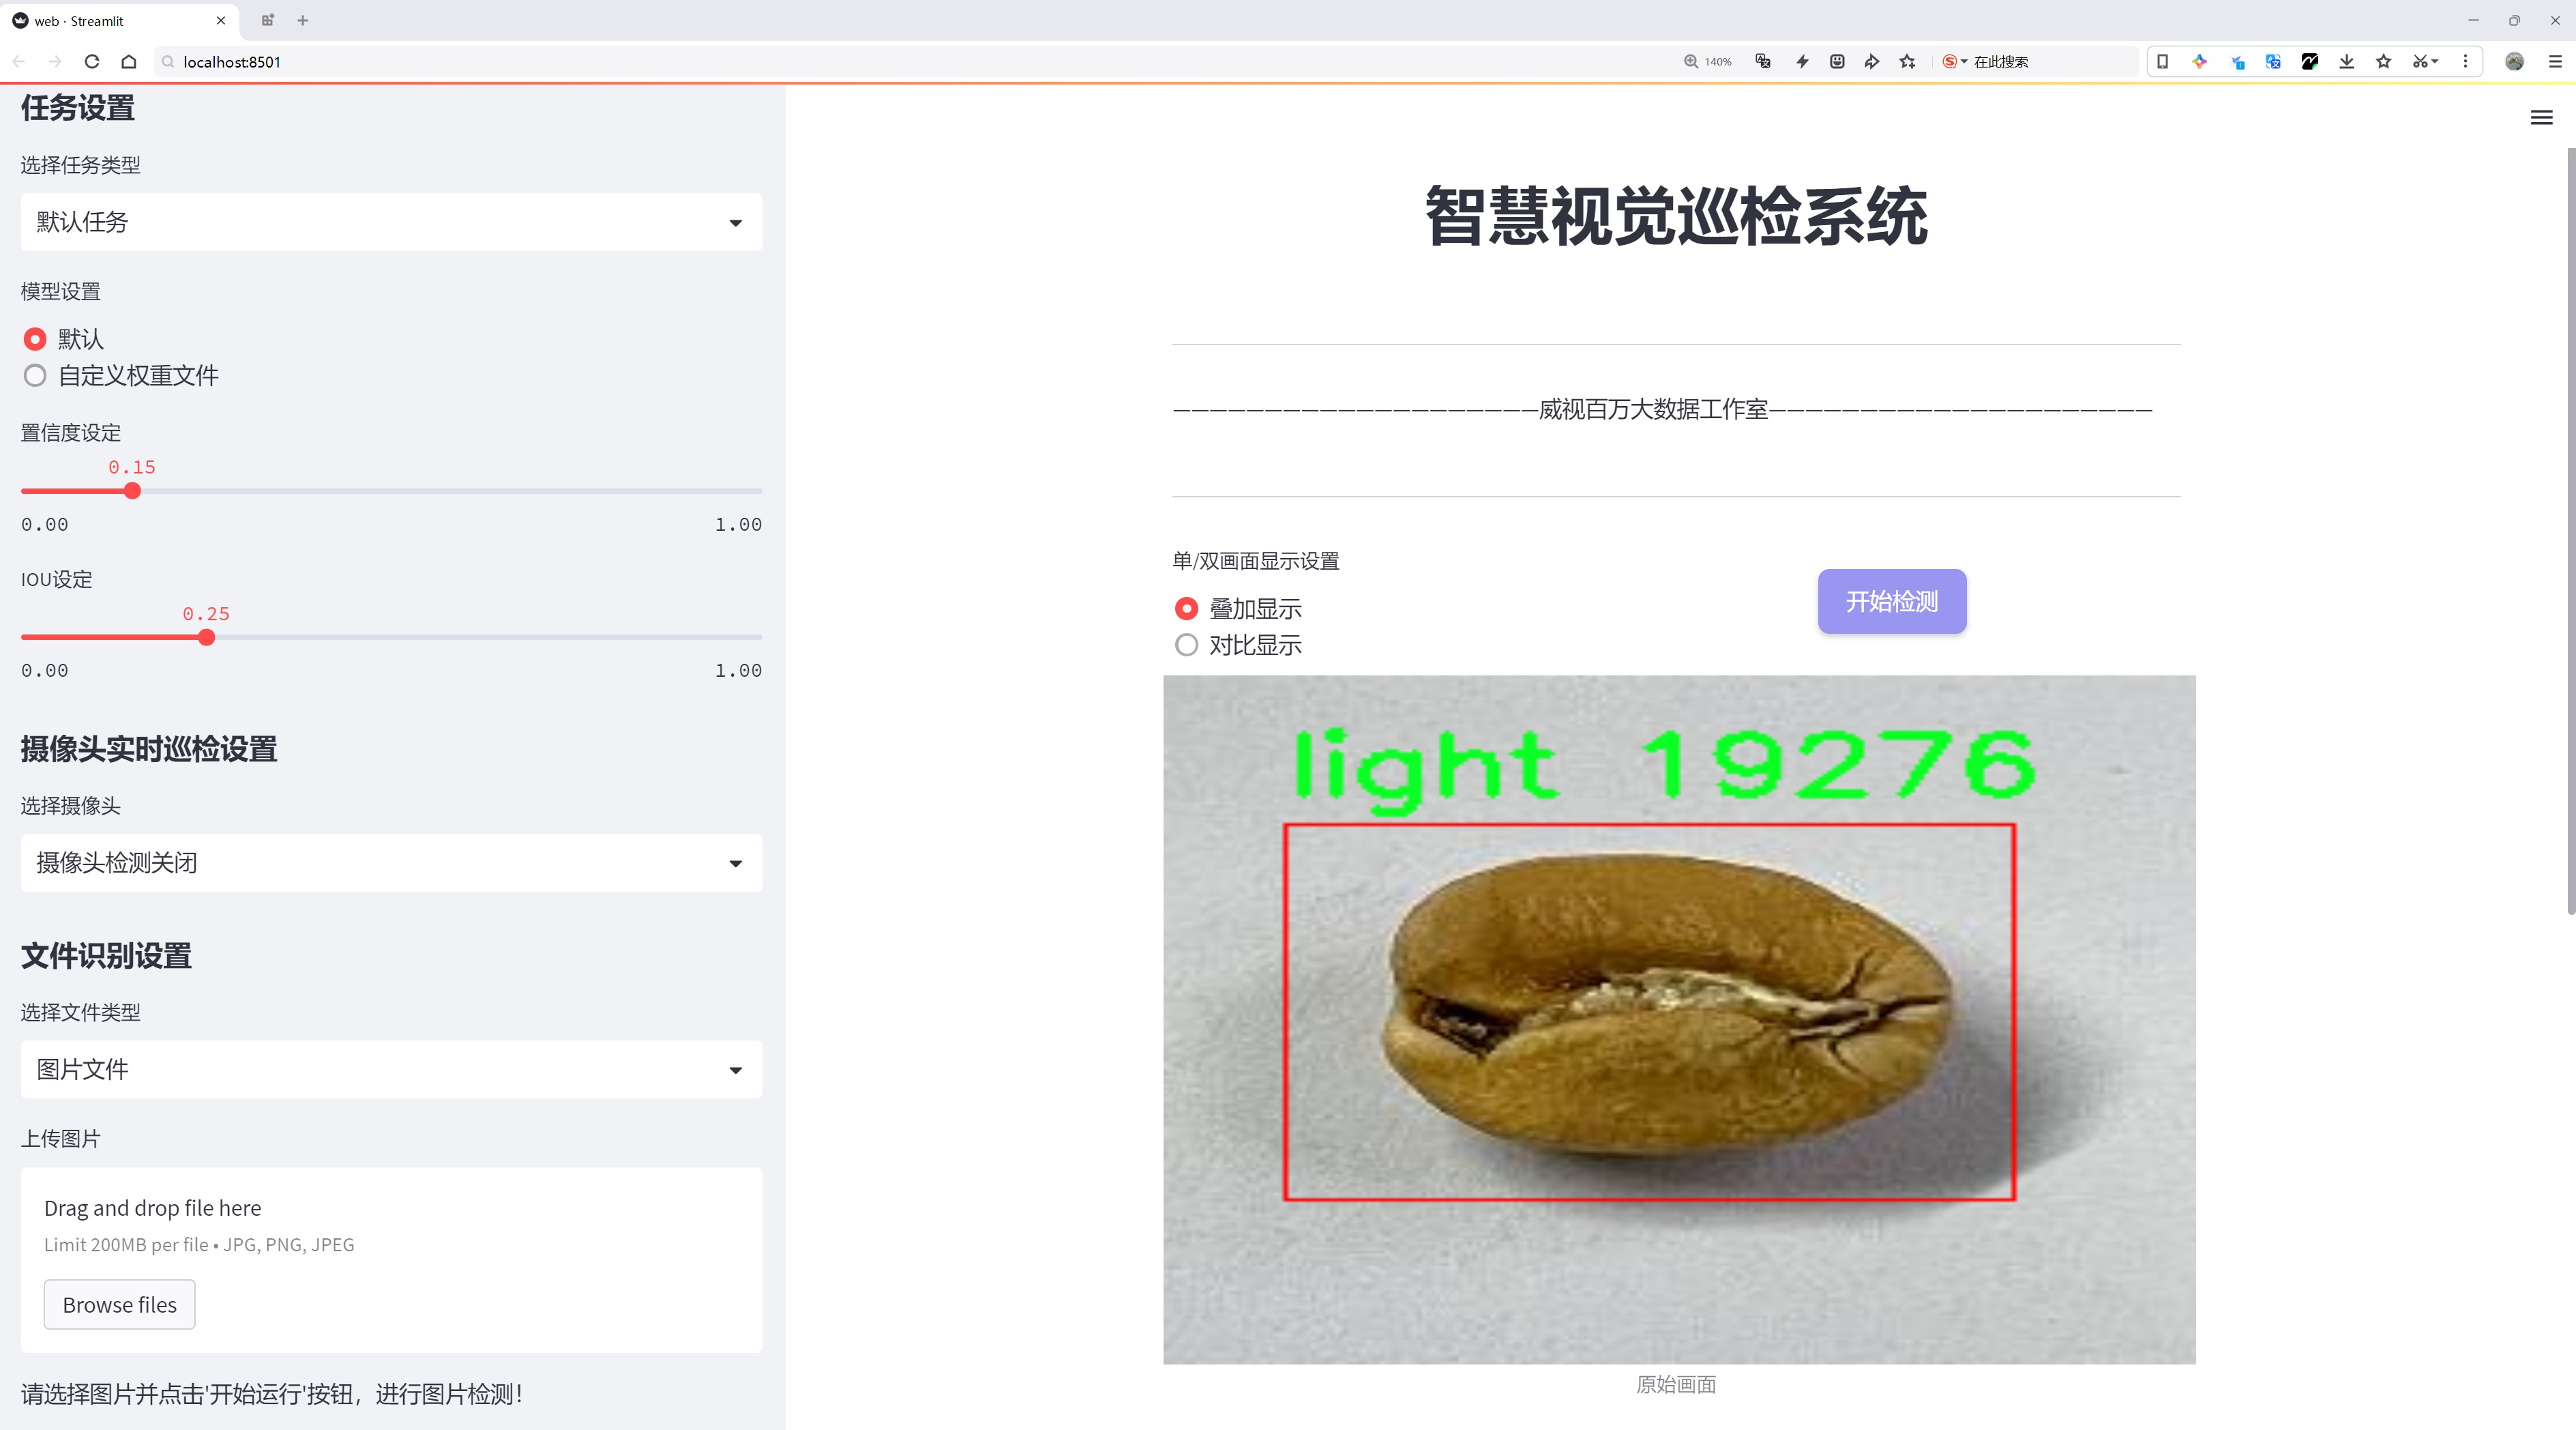 web · Streamlit
localhost:8501
140%
在此搜索
任务设置
选择任务类型
默认任务
模型设置
默认
自定义权重文件
置信度设定
0.15
0.00
1.00
IOU设定
0.25
0.00
1.00
摄像头实时巡检设置
选择摄像头
摄像头检测关闭
文件识别设置
选择文件类型
图片文件
上传图片
Drag and drop file here
Limit 200MB per file • JPG, PNG, JPEG
Browse files
请选择图片并点击'开始运行'按钮，进行图片检测！
智慧视觉巡检系统
————————————————————威视百万大数据工作室—————————————————————
单/双画面显示设置
叠加显示
对比显示
开始检测
light 19276
原始画面